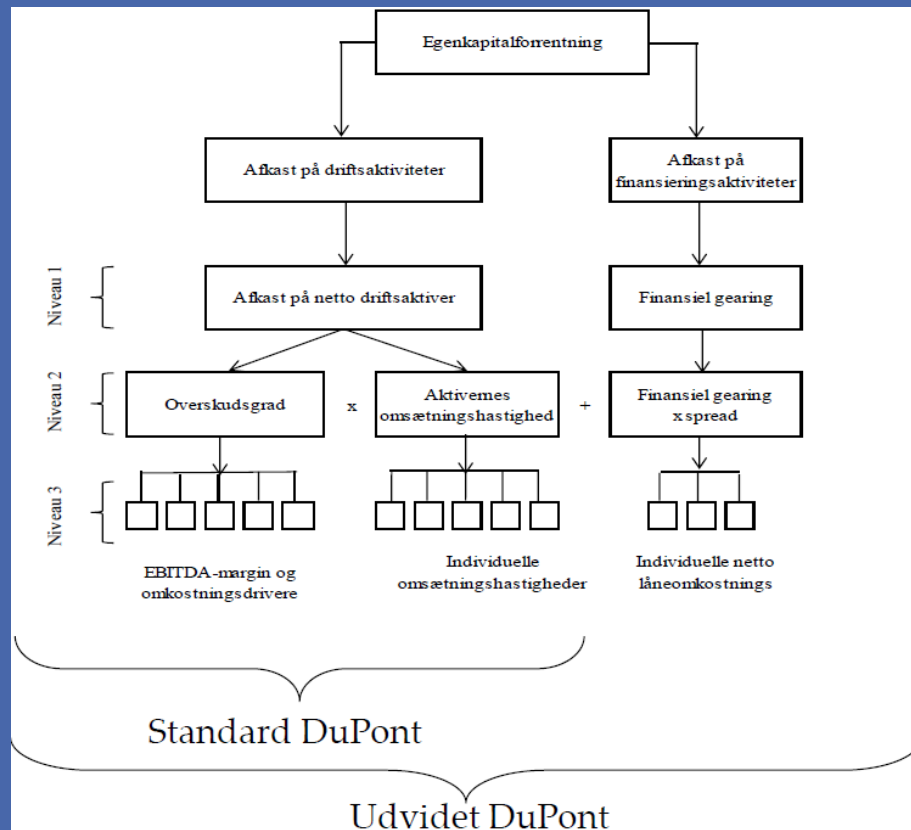 Egenkapitalforrentning
Afkast på driftsaktiviteter
Afkast på
finansieringsaktiviteter
Niveau 1
Afkast på netto driftsaktiver
Finansiel gearing
Niveau 2
Overskudsgrad
x
Aktivernes
omsætningshastighed
+
Finansiel gearing
x spread
Niveau 3
EBITDA-margin og
omkostningsdrivere
Individuelle
omsætningshastigheder
Individuelle netto
låneomkostnings
Standard DuPont
Udvidet DuPont